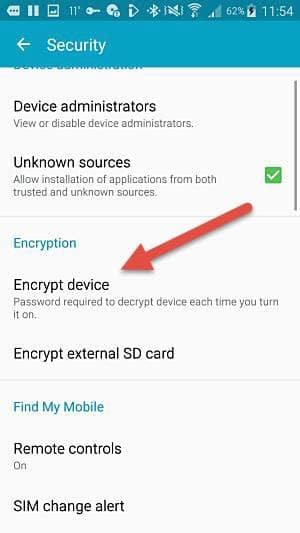 11° 62% 11:54
Security
Device administration
Device administrators
View or disable device administrators.
Unknown sources
Allow installation of applications from both
trusted and unknown sources.
Encryption
Encrypt device
Password required to decrypt device each time you turn
it on.
Encrypt external SD card
Find My Mobile
Remote controls
On
SIM change alert